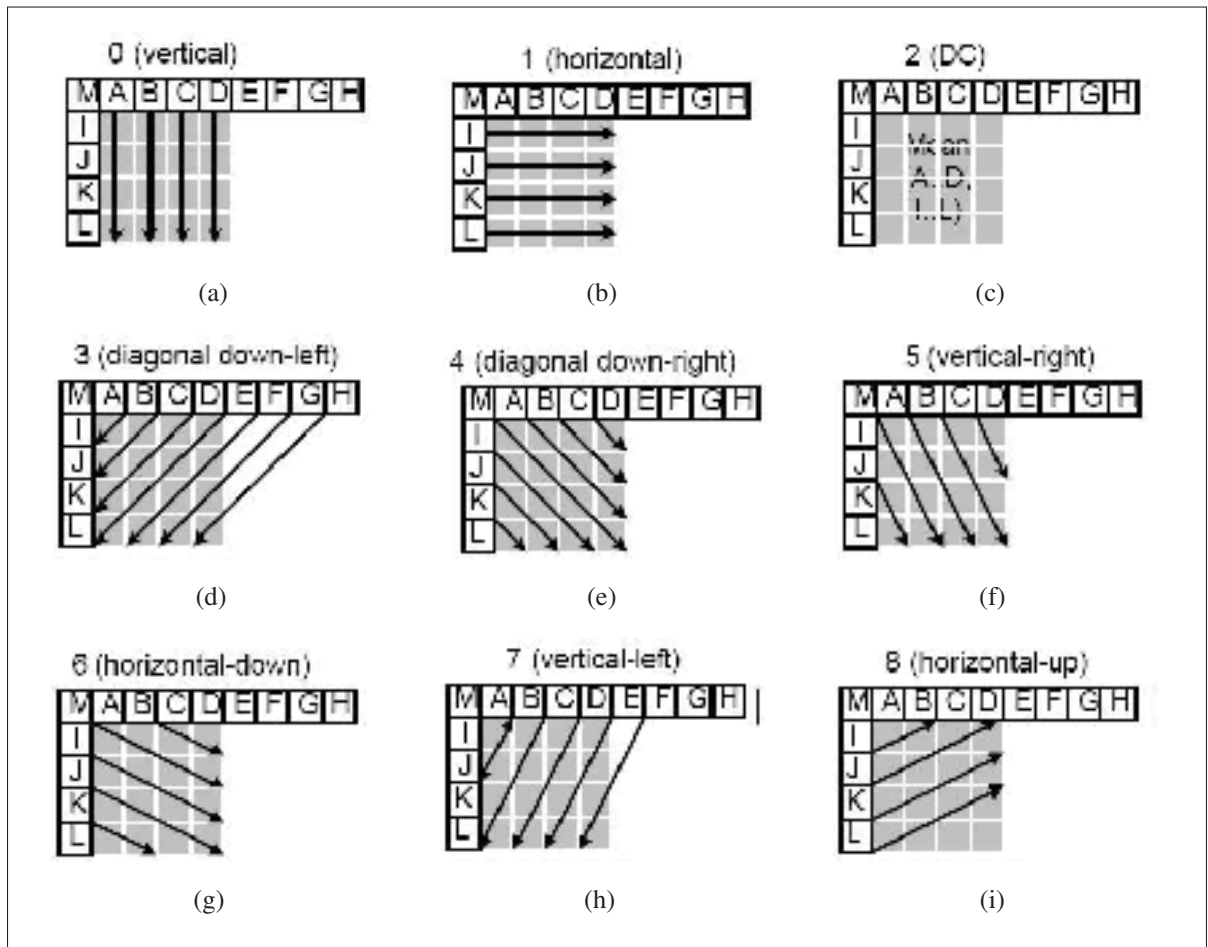 0 (vertical)
1 (horizontal)
2 (DC)
M A B C D E F G H
I
J
K
L
M A B C D E F G H
I
J
K
L
M A B C D E F G H
I
J
K
L
Mean
A..D,
I..L)
(a)
(b)
(c)
3 (diagonal down-left)
4 (diagonal down-right)
5 (vertical-right)
M A B C D E F G H
I
J
K
L
M A B C D E F G H
I
J
K
L
M A B C D E F G H
I
J
K
L
(d)
(e)
(f)
6 (horizontal-down)
7 (vertical-left)
8 (horizontal-up)
M A B C D E F G H
I
J
K
L
M A B C D E F G H
I
J
K
L
M A B C D E F G H
I
J
K
L
(g)
(h)
(i)